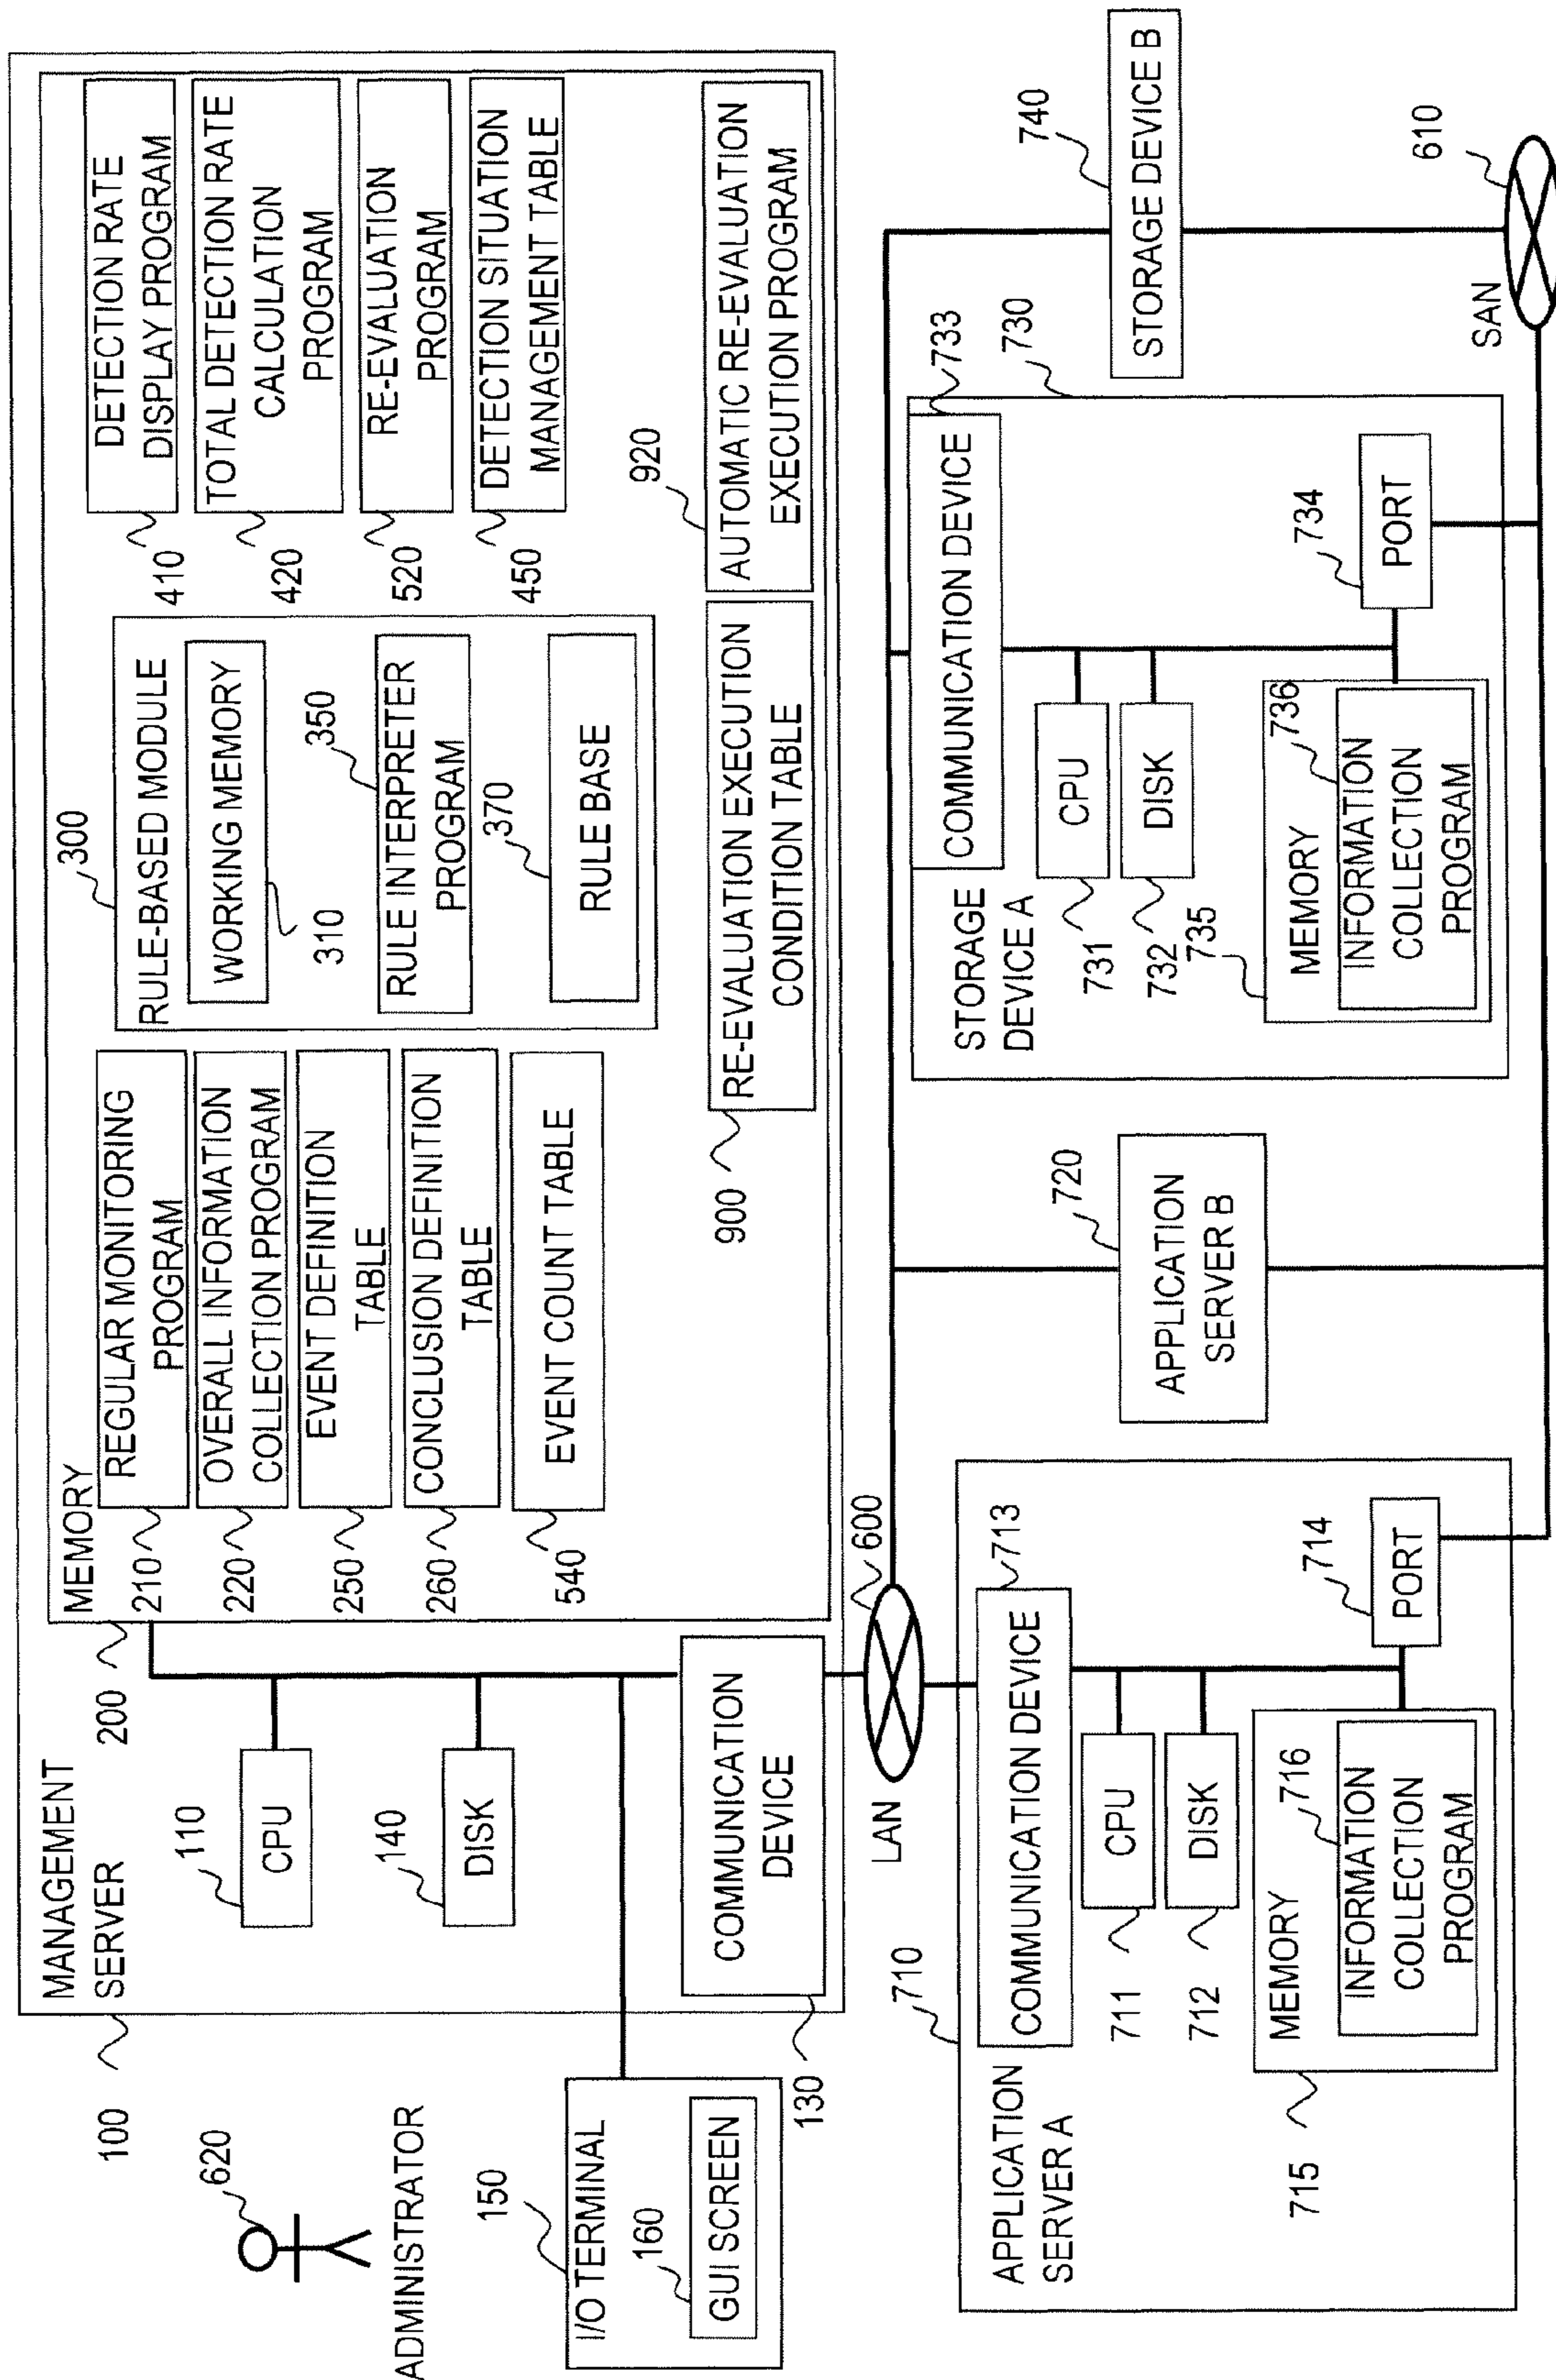 MANAGEMENT
SERVER
100
620
ADMINISTRATOR
110
CPU
140
DISK
150
I/O TERMINAL
160
GUI SCREEN
130
COMMUNICATION
DEVICE
200
MEMORY
210
REGULAR MONITORING
PROGRAM
220
OVERALL INFORMATION
COLLECTION PROGRAM
250
EVENT DEFINITION
TABLE
260
CONCLUSION DEFINITION
TABLE
540
EVENT COUNT TABLE
300
RULE-BASED MODULE
WORKING MEMORY
310
350
RULE INTERPRETER
PROGRAM
370
RULE BASE
410
DETECTION RATE
DISPLAY PROGRAM
420
TOTAL DETECTION RATE
CALCULATION
PROGRAM
520
RE-EVALUATION
PROGRAM
450
DETECTION SITUATION
MANAGEMENT TABLE
900
RE-EVALUATION EXECUTION
CONDITION TABLE
920
AUTOMATIC RE-EVALUATION
EXECUTION PROGRAM
LAN
600
710
APPLICATION
SERVER A
COMMUNICATION DEVICE
713
711
CPU
712
DISK
715
MEMORY
716
INFORMATION
COLLECTION
PROGRAM
714
PORT
720
APPLICATION
SERVER B
730
STORAGE
DEVICE A
COMMUNICATION DEVICE
733
731
CPU
732
DISK
735
MEMORY
736
INFORMATION
COLLECTION
PROGRAM
734
PORT
740
STORAGE DEVICE B
SAN
610